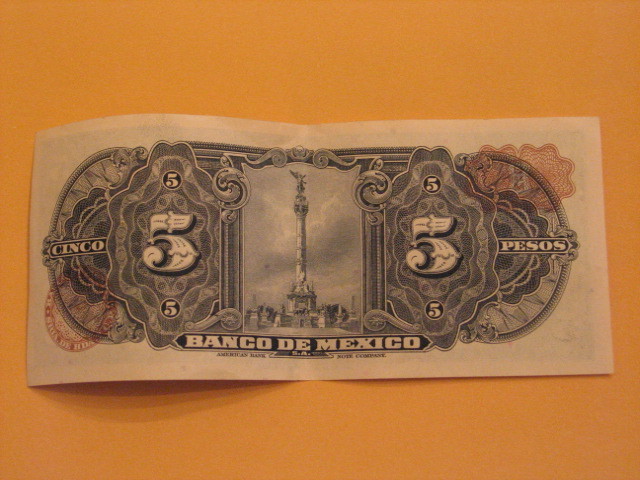 5 5
CINCO 5 5 PESOS
5 5
BANCO DE MEXICO
S.A.
AMERICAN BANK NOTE COMPANY.